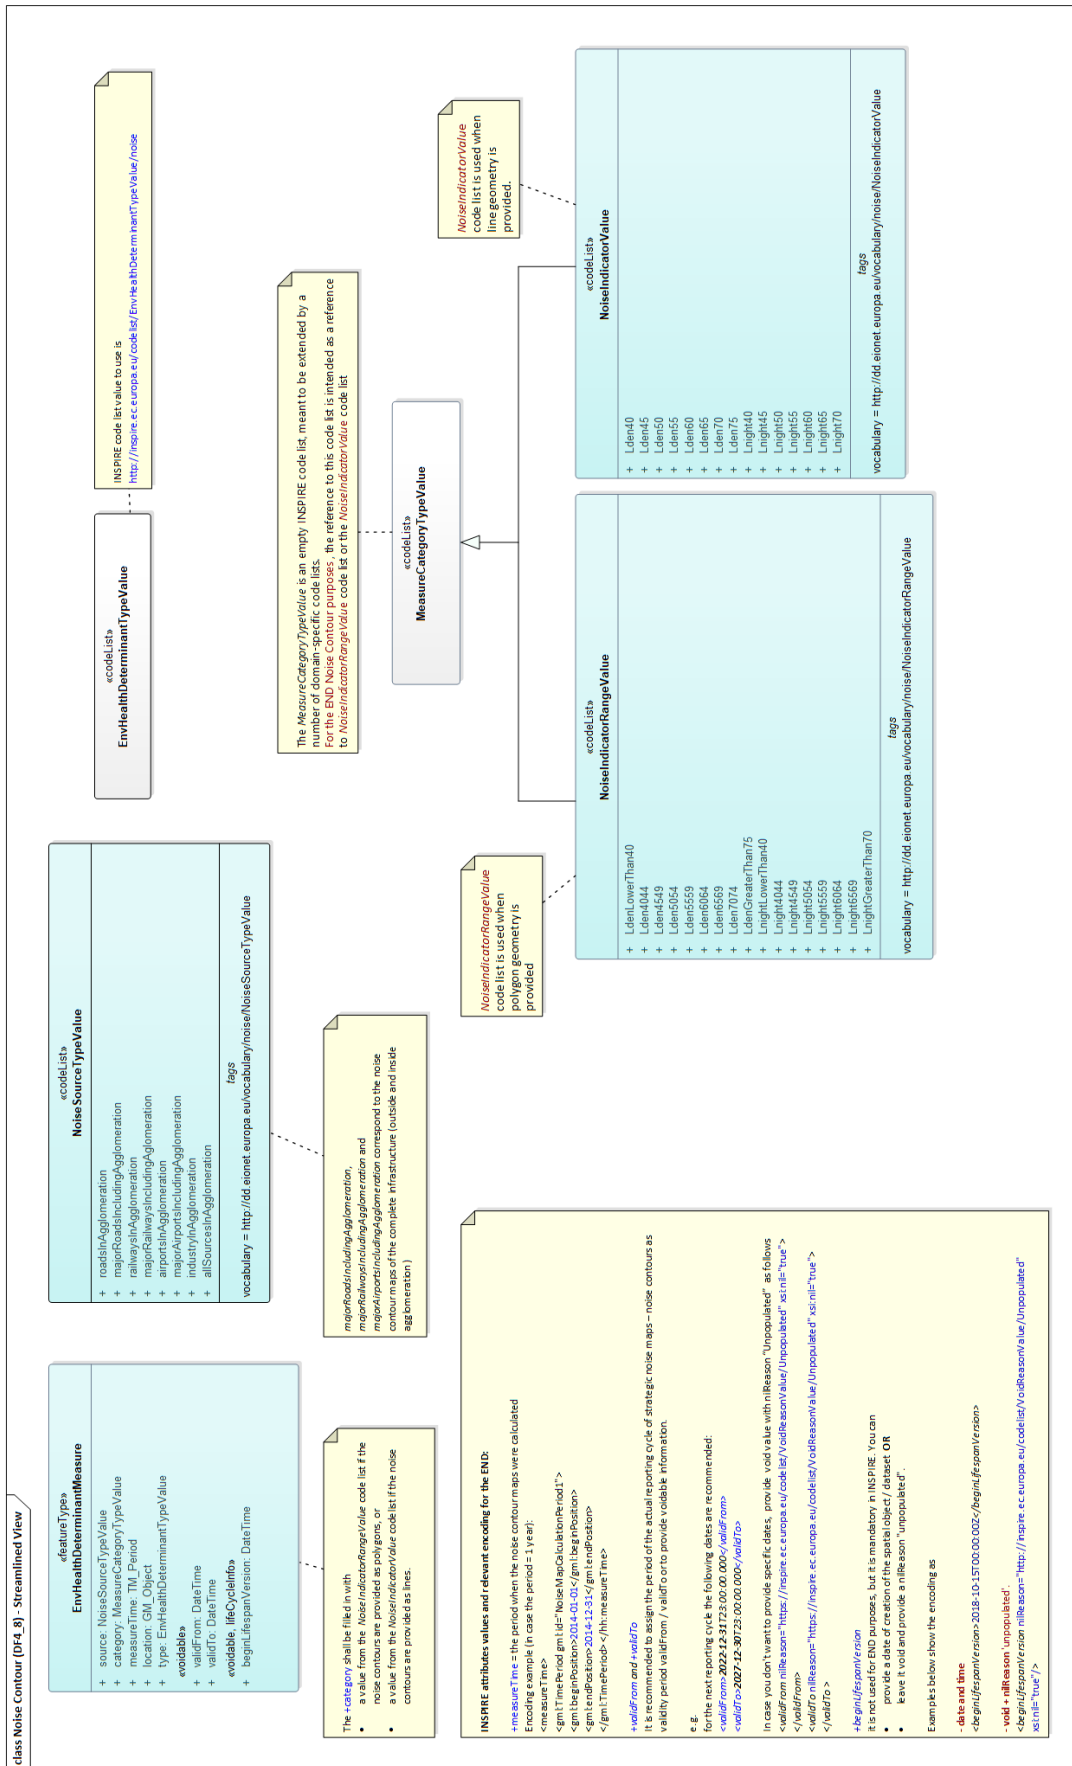 class Noise Contour (DF4_8) - Streamlined View
«featureType»
EnvHealthDeterminantMeasure
+ source: NoiseSourceTypeValue
+ category: MeasureCategoryTypeValue
+ measureTime: TM_Period
+ location: GM_Object
+ type: EnvHealthDeterminantTypeValue
«voidable»
+ validFrom: DateTime
+ validTo: DateTime
«voidable, lifeCycleInfo»
+ beginLifespanVersion: DateTime
The +category shall be filled in with
• a value from the NoiseIndicatorRangeValue code list if the
noise contours are provided as polygons, or
• a value from the NoiseIndicatorValue code list if the noise
contours are provided as lines.
«codeList»
NoiseSourceTypeValue
+ roadsInAgglomeration
+ majorRoadsIncludingAgglomeration
+ railwaysInAgglomeration
+ majorRailwaysIncludingAglomeration
+ airportsInAgglomeration
+ majorAirportsIncludingAgglomeration
+ industryInAgglomeration
+ allSourcesInAgglomeration
tags
vocabulary = http://dd.eionet.europa.eu/vocabulary/noise/NoiseSourceTypeValue
majorRoadsIncludingAgglomeration,
majorRailwaysIncludingAgglomeration and
majorAirportsIncludingAgglomeration correspond to the noise
contour maps of the complete infrastructure (outside and inside
agglomeration)
«codeList»
EnvHealthDeterminantTypeValue
INSPIRE code list value to use is
http://inspire.ec.europa.eu/codelist/EnvHealthDeterminantTypeValue/noise
The MeasureCategoryTypeValue is an empty INSPIRE code list, meant to be extended by a
number of domain-specific code lists.
For the END Noise Contour purposes, the reference to this code list is intended as a reference
to NoiseIndicatorRangeValue code list or the NoiseIndicatorValue code list
«codeList»
MeasureCategoryTypeValue
NoiseIndicatorRangeValue
code list is used when
polygon geometry is
provided
NoiseIndicatorValue
code list is used when
line geometry is
provided.
«codeList»
NoiseIndicatorRangeValue
+ LdenLowerThan40
+ Lden4044
+ Lden4549
+ Lden5054
+ Lden5559
+ Lden6064
+ Lden6569
+ Lden7074
+ LdenGreaterThan75
+ LnightLowerThan40
+ Lnight4044
+ Lnight4549
+ Lnight5054
+ Lnight5559
+ Lnight6064
+ Lnight6569
+ LnightGreaterThan70
tags
vocabulary = http://dd.eionet.europa.eu/vocabulary/noise/NoiseIndicatorRangeValue
«codeList»
NoiseIndicatorValue
+ Lden40
+ Lden45
+ Lden50
+ Lden55
+ Lden60
+ Lden65
+ Lden70
+ Lden75
+ Lnight40
+ Lnight45
+ Lnight50
+ Lnight55
+ Lnight60
+ Lnight65
+ Lnight70
tags
vocabulary = http://dd.eionet.europa.eu/vocabulary/noise/NoiseIndicatorValue
INSPIRE attributes values and relevant encoding for the END:
+measureTime = the period when the noise contour maps were calculated
Encoding example (in case the period = 1 year):
<measureTime>
<gml:TimePeriod gml:id="NoiseMapCalculationPeriod1">
<gml:beginPosition>2014-01-01</gml:beginPosition>
<gml:endPosition>2014-12-31</gml:endPosition>
</gml:TimePeriod></hh:measureTime>
+validFrom and +validTo
It is recommended to assign the period of the actual reporting cycle of strategic noise maps – noise contours as
validity period validFrom / validTo or to provide voidable information.
e.g.
for the next reporting cycle the following dates are recommended:
<validFrom>2022-12-31T23:00:00.000</validFrom>
<validTo>2027-12-30T23:00:00.000</validTo>
In case you don't want to provide specific dates, provide void value with nilReason "Unpopulated" as follows
<validFrom nilReason="https://inspire.ec.europa.eu/codelist/VoidReasonValue/Unpopulated" xsi:nil="true">
</validFrom>
<validTo nilReason="https://inspire.ec.europa.eu/codelist/VoidReasonValue/Unpopulated" xsi:nil="true">
</validTo>
+beginLifespanVersion
it is not used for END purposes, but it is mandatory in INSPIRE. You can
• provide a date of creation of the spatial object / dataset OR
• leave it void and provide a nilReason "unpopulated".
Examples below show the encoding as
- date and time
<beginLifespanVersion>2018-10-15T00:00:00Z</beginLifespanVersion>
- void + nilReason 'unpopulated'.
<beginLifespanVersion nilReason="http://inspire.ec.europa.eu/codelist/VoidReasonValue/Unpopulated"
xsi:nil="true"/>